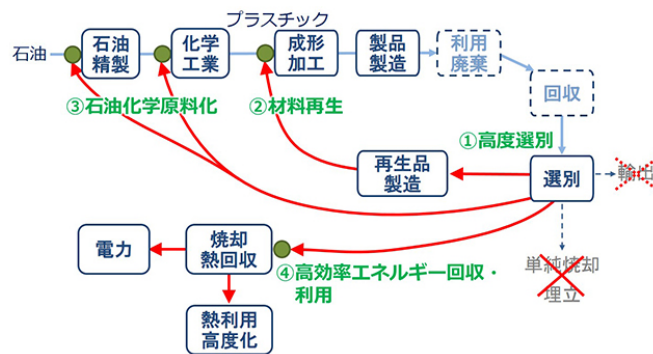 プラスチック
石油
石油
精製
化学
工業
成形
加工
製品
製造
利用
廃棄
回収
③石油化学原料化
②材料再生
①高度選別
再生品
製造
選別
輸出
電力
焼却
熱回収
④高効率エネルギー回収・
利用
単純焼却
埋立
熱利用
高度化